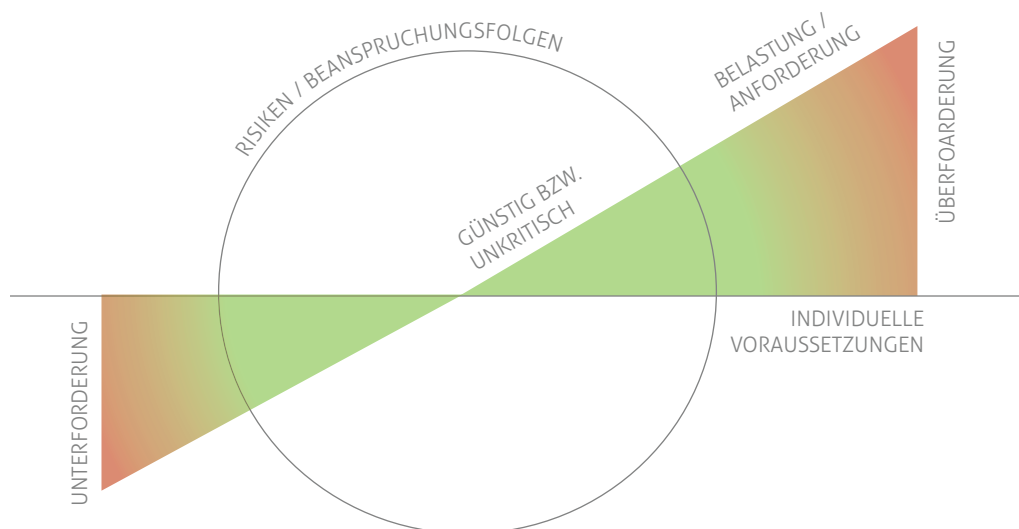 RISIKEN / BEANSPRUCHUNGSFOLGEN
BELASTUNG /
ANFORDERUNG
ÜBERFOARDERUNG
GÜNSTIG BZW.
UNKRITISCH
INDIVIDUELLE
VORAUSSETZUNGEN
UNTERFORDERUNG